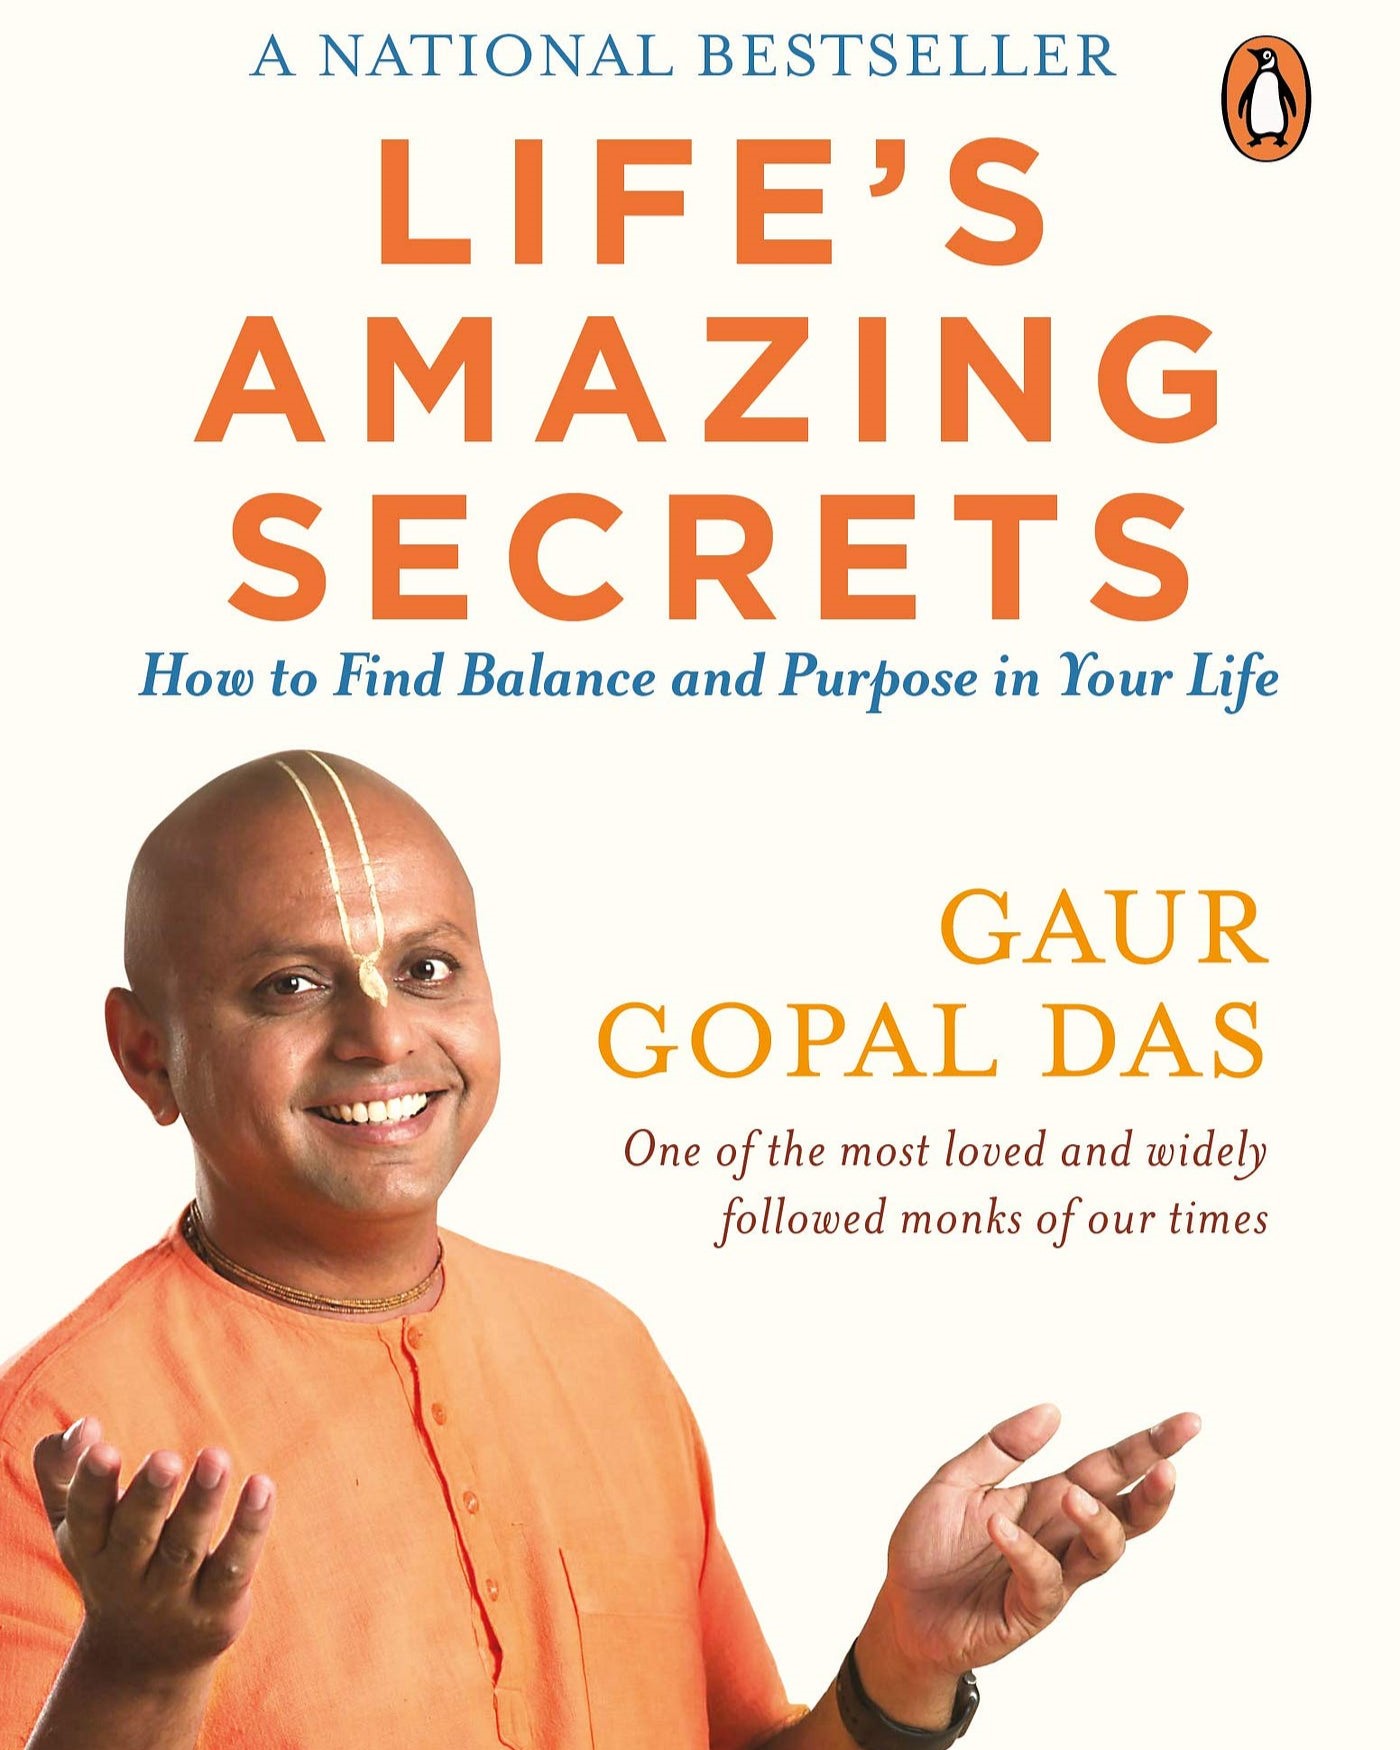 A NATIONAL BESTSELLER
LIFE’S
AMAZING
SECRETS
How to Find Balance and Purpose in Your Life
GAUR
GOPAL DAS
One of the most loved and widely
followed monks of our times